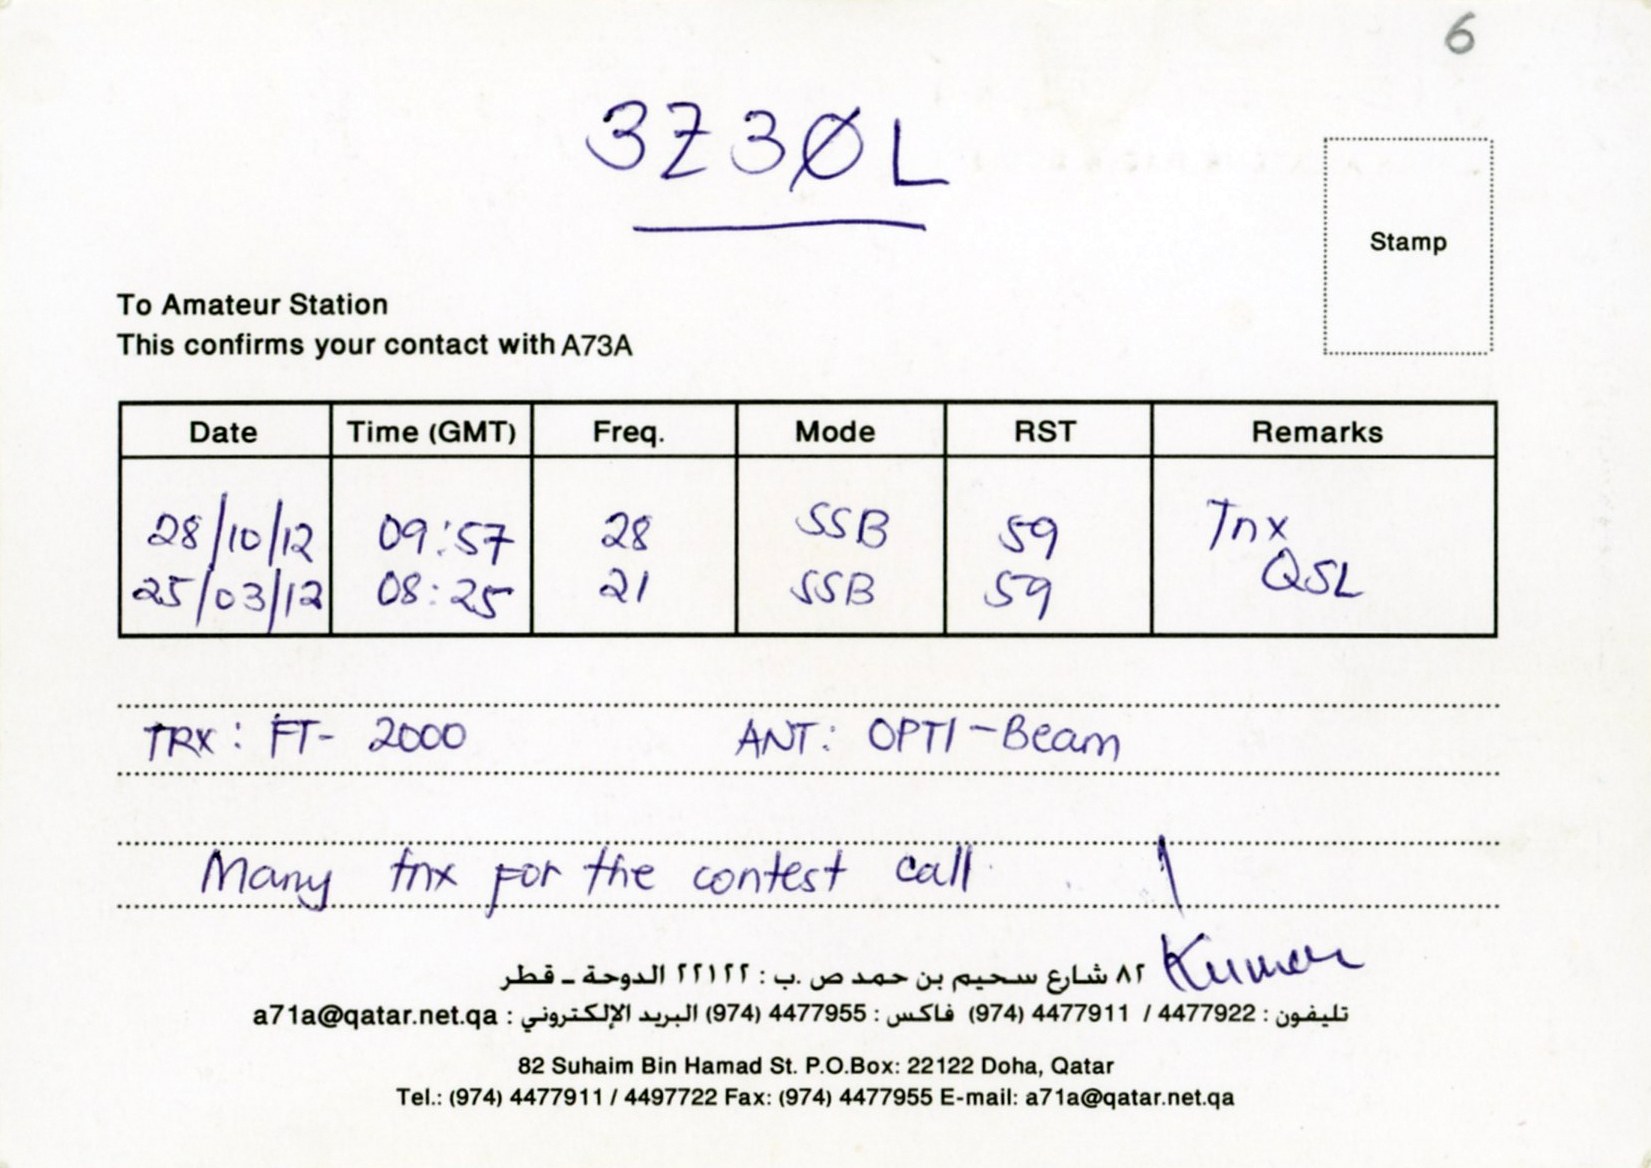 6
3Z3ØL
Stamp
To Amateur Station
This confirms your contact with A73A
Date Time (GMT) Freq. Mode RST Remarks
28/10/12 09:57 28 SSB 59 Tnx
25/03/12 08:25 21 SSB 59 QSL
TRX: FT- 2000 ANT: OPTI-Beam
Many tnx for the contest call
Kumar
٨٢ شارع سحيم بن حمد ص .ب : ٢٢١٢٢ الدوحة ـ قطر
تليفون : 4477922 / 4477911 (974) فاكس : 4477955 (974) البريد الإلكتروني : a71a@qatar.net.qa
82 Suhaim Bin Hamad St. P.O.Box: 22122 Doha, Qatar
Tel.: (974) 4477911 / 4497722 Fax: (974) 4477955 E-mail: a71a@qatar.net.qa